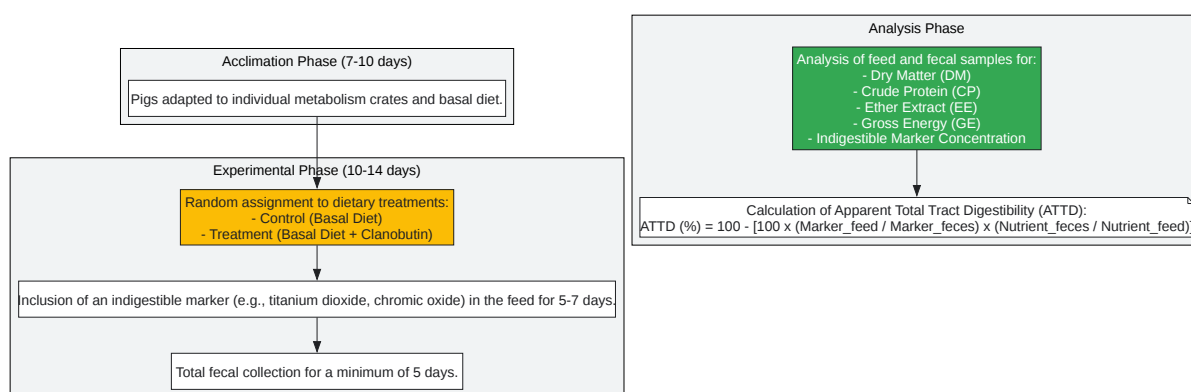 Acclimation Phase (7-10 days)
Pigs adapted to individual metabolism crates and basal diet.
Experimental Phase (10-14 days)
Random assignment to dietary treatments:
- Control (Basal Diet)
- Treatment (Basal Diet + Clanobutin)
Inclusion of an indigestible marker (e.g., titanium dioxide, chromic oxide) in the feed for 5-7 days.
Total fecal collection for a minimum of 5 days.
Analysis Phase
Analysis of feed and fecal samples for:
- Dry Matter (DM)
- Crude Protein (CP)
- Ether Extract (EE)
- Gross Energy (GE)
- Indigestible Marker Concentration
Calculation of Apparent Total Tract Digestibility (ATTD):
ATTD (%) = 100 - [100 x (Marker_feed / Marker_feces) x (Nutrient_feces / Nutrient_feed)]